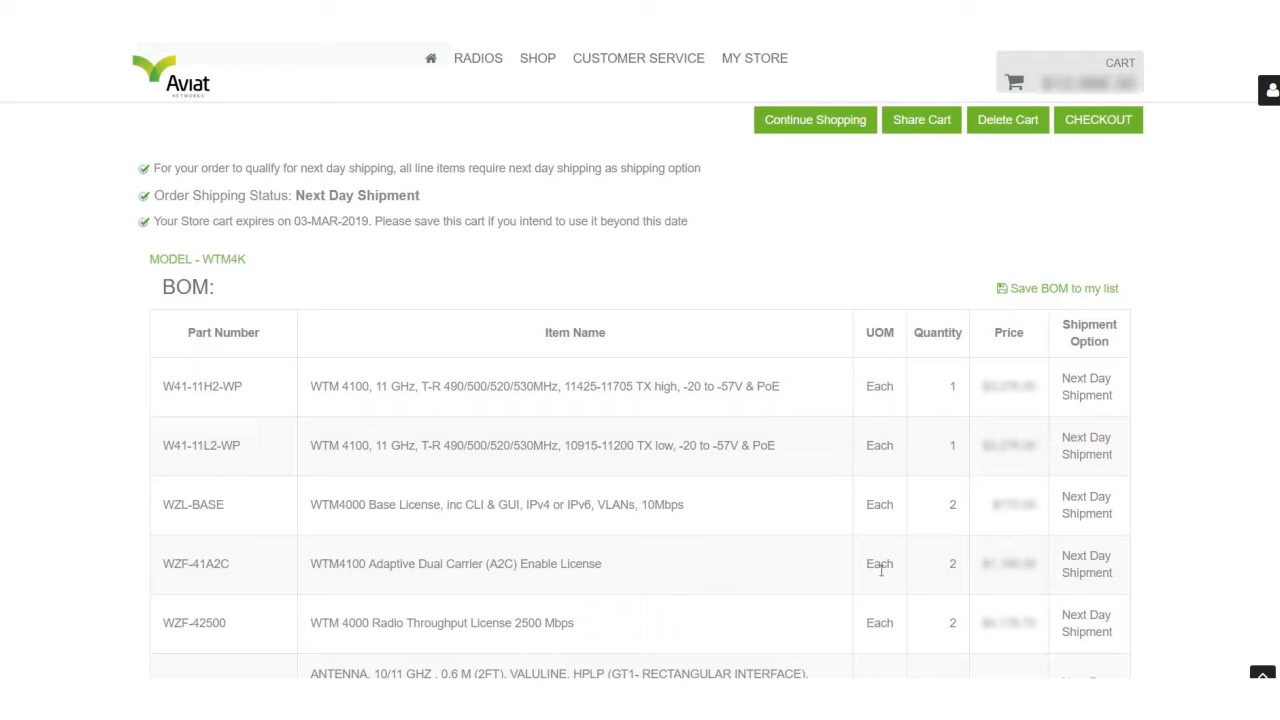 Aviat
NETWORKS
RADIOS SHOP CUSTOMER SERVICE MY STORE
CART
Continue Shopping Share Cart Delete Cart CHECKOUT
For your order to qualify for next day shipping, all line items require next day shipping as shipping option
Order Shipping Status: Next Day Shipment
Your Store cart expires on 03-MAR-2019. Please save this cart if you intend to use it beyond this date
MODEL - WTM4K
BOM:
Save BOM to my list
Part Number Item Name UOM Quantity Price Shipment Option
W41-11H2-WP WTM 4100, 11 GHz, T-R 490/500/520/530MHz, 11425-11705 TX high, -20 to -57V & PoE Each 1 Next Day Shipment
W41-11L2-WP WTM 4100, 11 GHz, T-R 490/500/520/530MHz, 10915-11200 TX low, -20 to -57V & PoE Each 1 Next Day Shipment
WZL-BASE WTM4000 Base License, inc CLI & GUI, IPv4 or IPv6, VLANs, 10Mbps Each 2 Next Day Shipment
WZF-41A2C WTM4100 Adaptive Dual Carrier (A2C) Enable License Each 2 Next Day Shipment
WZF-42500 WTM 4000 Radio Throughput License 2500 Mbps Each 2 Next Day Shipment
ANTENNA, 10/11 GHZ , 0.6 M (2FT), VALULINE, HPLP (GT1- RECTANGULAR INTERFACE),